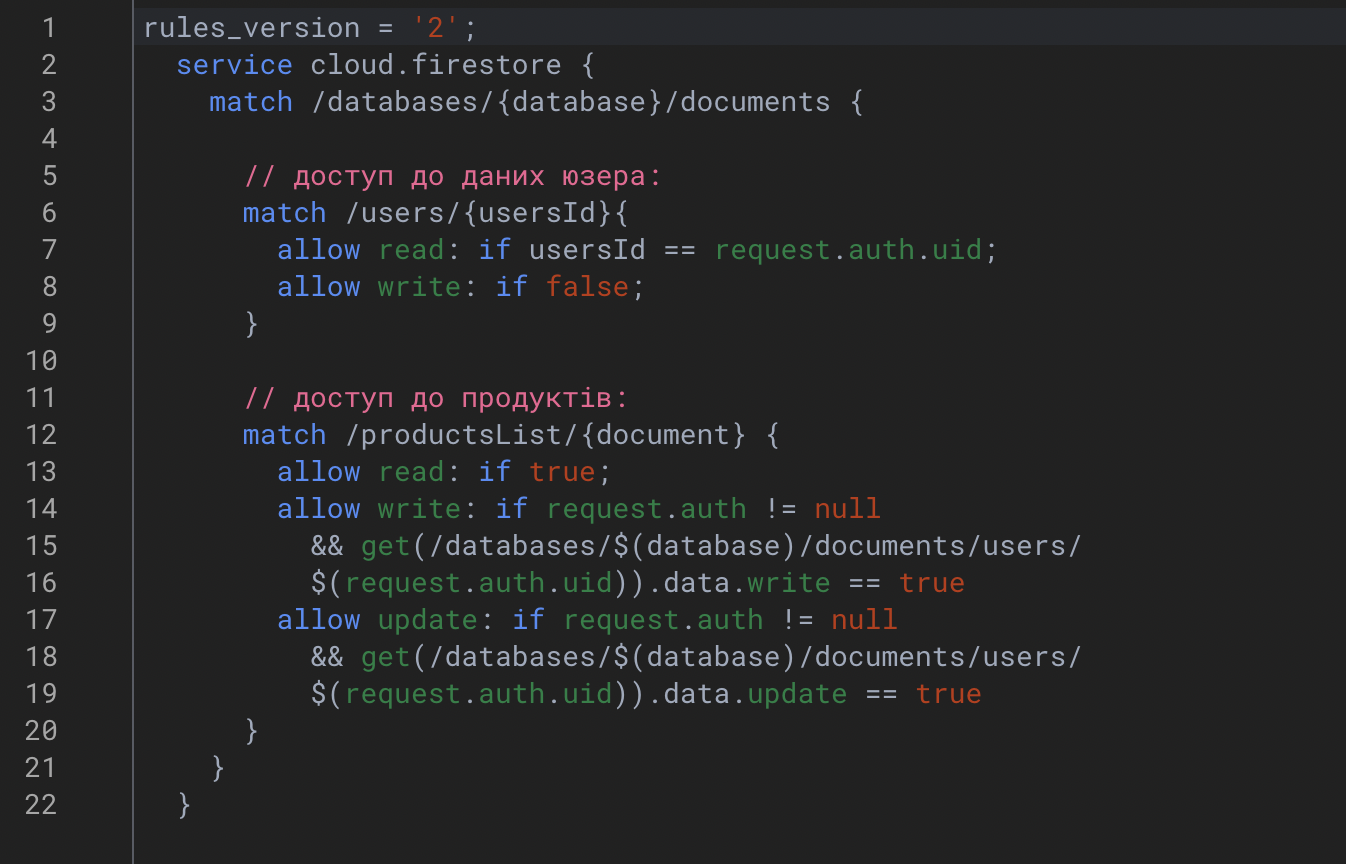 1 rules_version = '2';
2 service cloud.firestore {
3 match /databases/{database}/documents {
4
5 // доступ до даних юзера:
6 match /users/{usersId}{
7 allow read: if usersId == request.auth.uid;
8 allow write: if false;
9 }
10
11 // доступ до продуктів:
12 match /productsList/{document} {
13 allow read: if true;
14 allow write: if request.auth != null
15 && get(/databases/$(database)/documents/users/
16 $(request.auth.uid)).data.write == true
17 allow update: if request.auth != null
18 && get(/databases/$(database)/documents/users/
19 $(request.auth.uid)).data.update == true
20 }
21 }
22 }